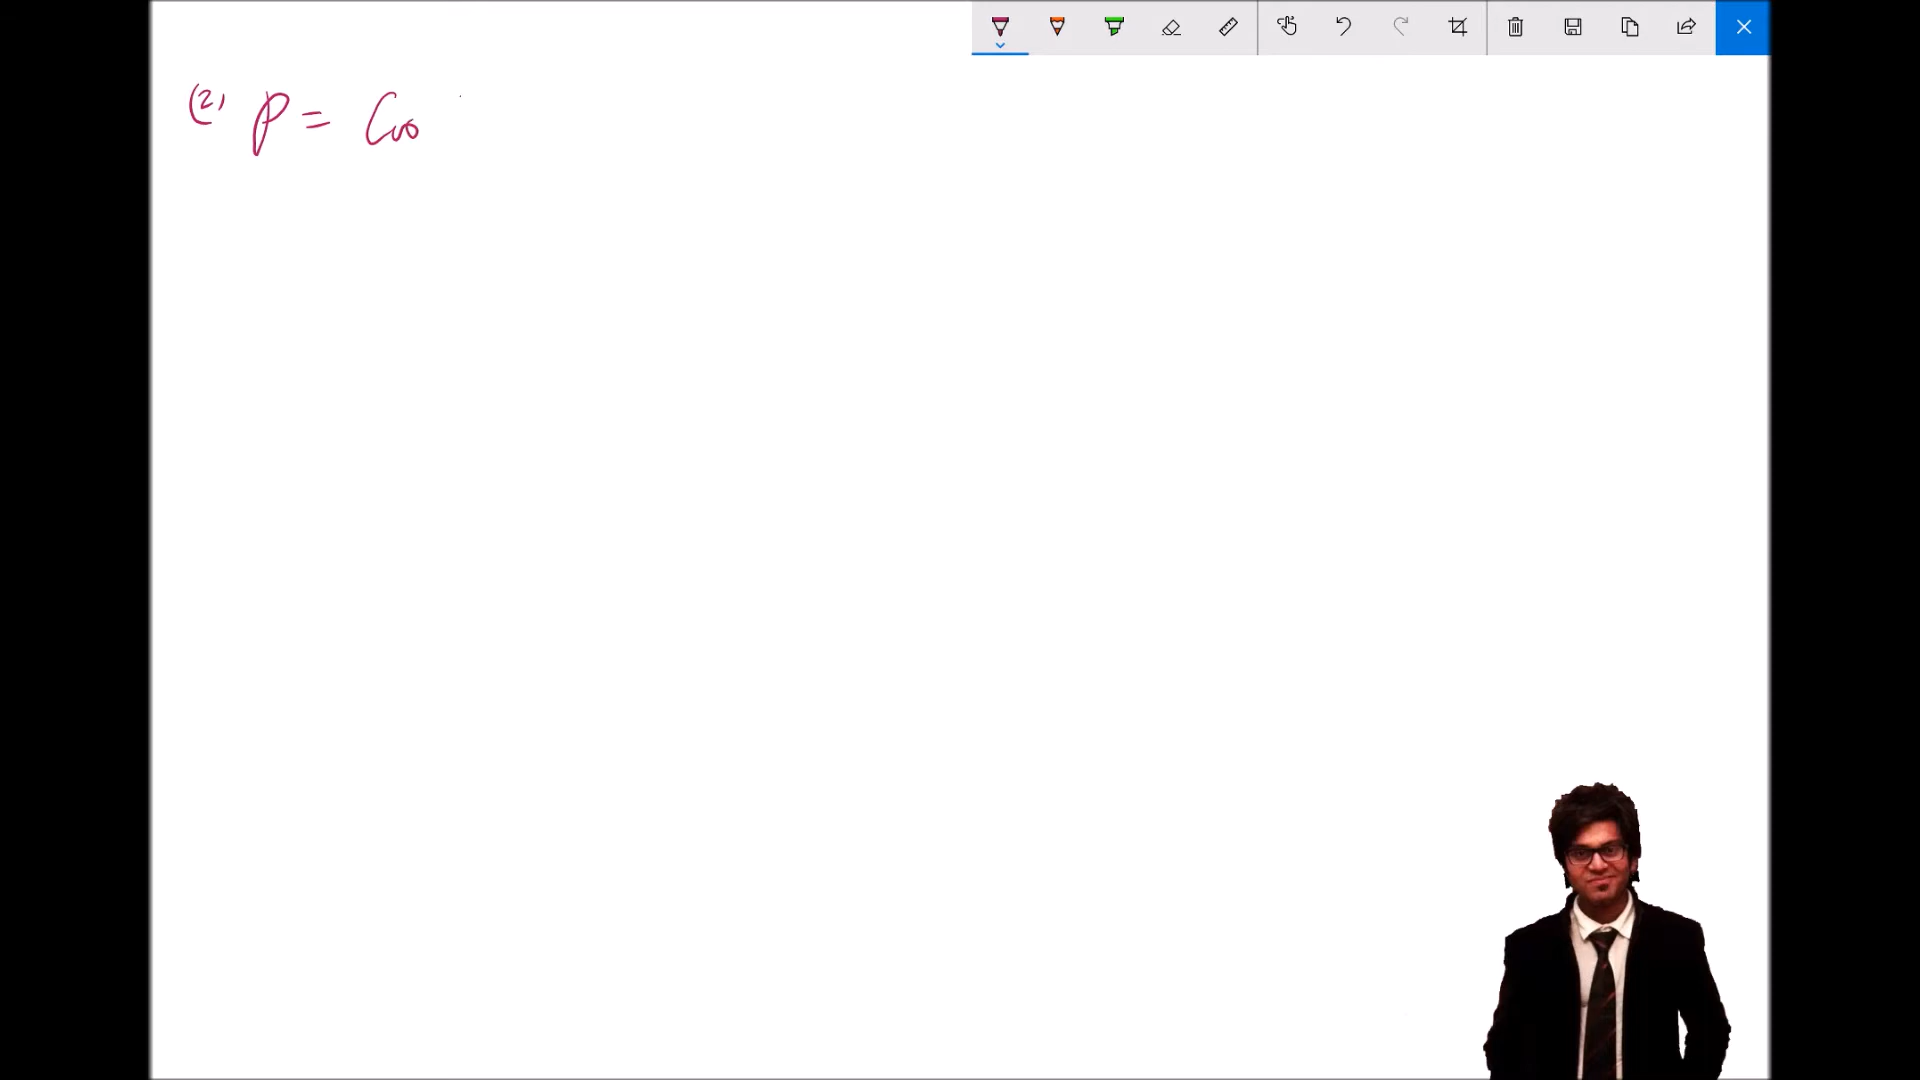 (2) P = Cos